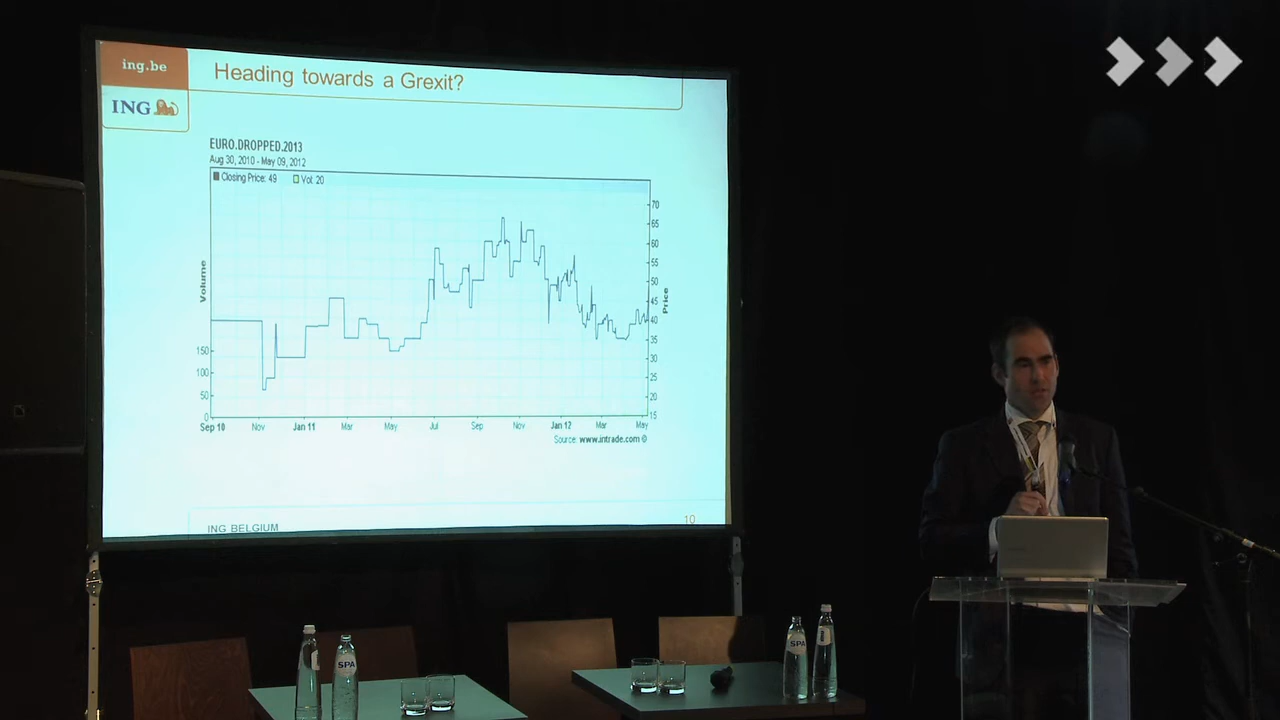 ing.be
ING
Heading towards a Grexit?
EURO.DROPPED.2013
Aug 30, 2010 - May 09, 2012
Closing Price: 49 Vol: 20
70
65
60
55
50
45
40
35
30
25
20
15
Price
Volume
150
100
50
0
Sep 10 Nov Jan 11 Mar May Jul Sep Nov Jan 12 Mar May
Source: www.intrade.com ©
ING BELGIUM
10
SPA
SPA